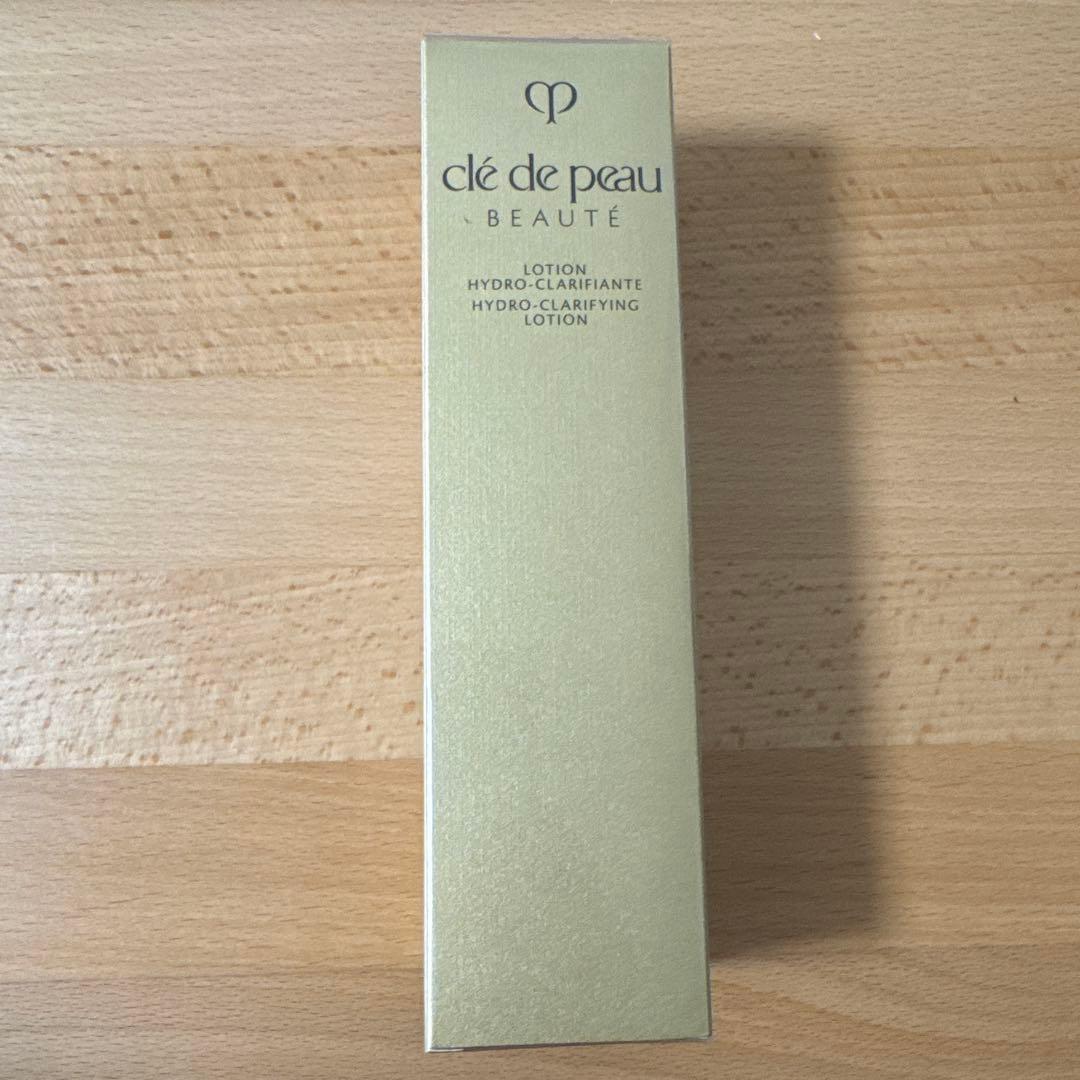 clé de peau
BEAUTÉ
LOTION
HYDRO-CLARIFIANTE
HYDRO-CLARIFYING
LOTION